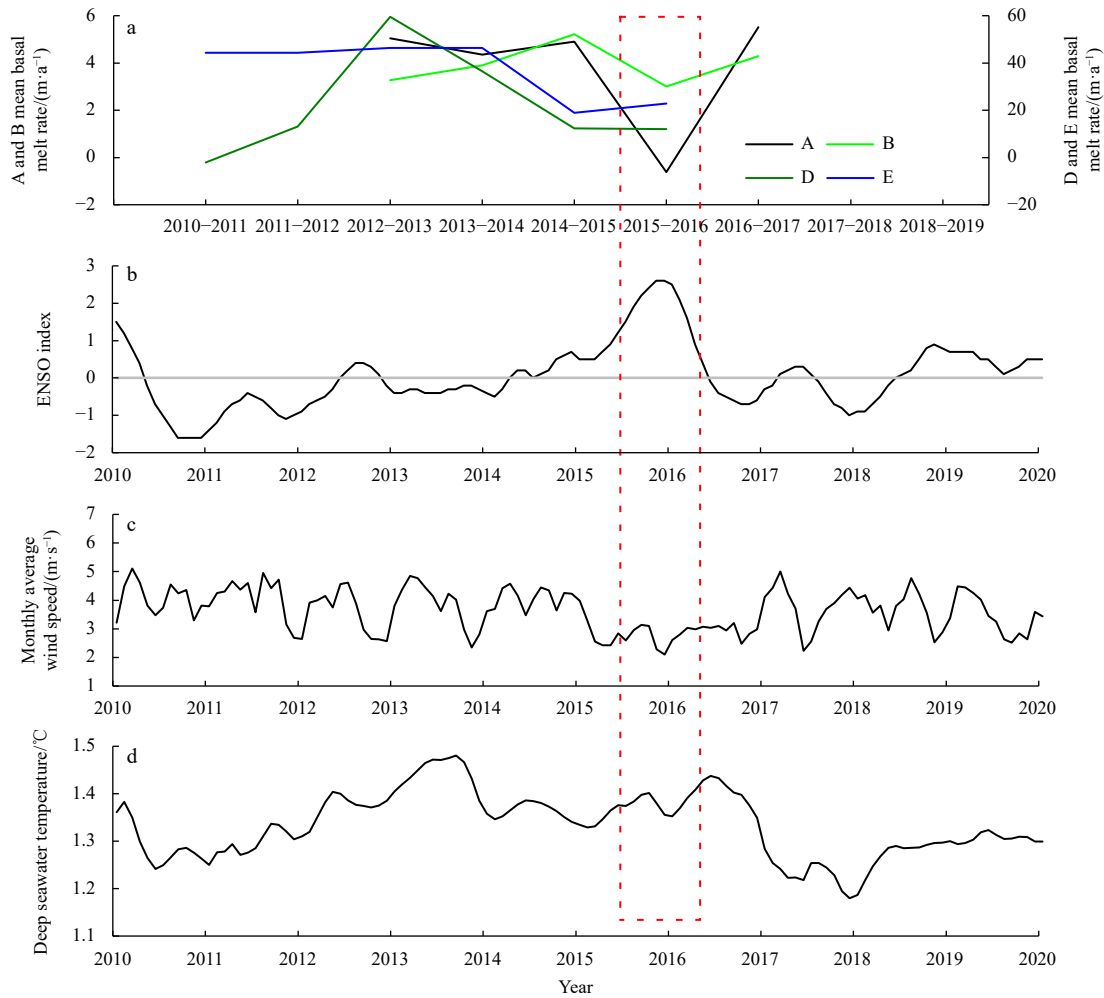 a
A and B mean basal
melt rate/(m·a⁻¹)
6
4
2
0
−2
D and E mean basal
melt rate/(m·a⁻¹)
60
40
20
0
−20
A
B
D
E
2010−2011 2011−2012 2012−2013 2013−2014 2014−2015 2015−2016 2016−2017 2017−2018 2018−2019
b
ENSO index
3
2
1
0
−1
−2
2010 2011 2012 2013 2014 2015 2016 2017 2018 2019 2020
c
Monthly average
wind speed/(m·s⁻¹)
7
6
5
4
3
2
1
2010 2011 2012 2013 2014 2015 2016 2017 2018 2019 2020
d
Deep seawater temperature/℃
1.5
1.4
1.3
1.2
1.1
2010 2011 2012 2013 2014 2015 2016 2017 2018 2019 2020
Year